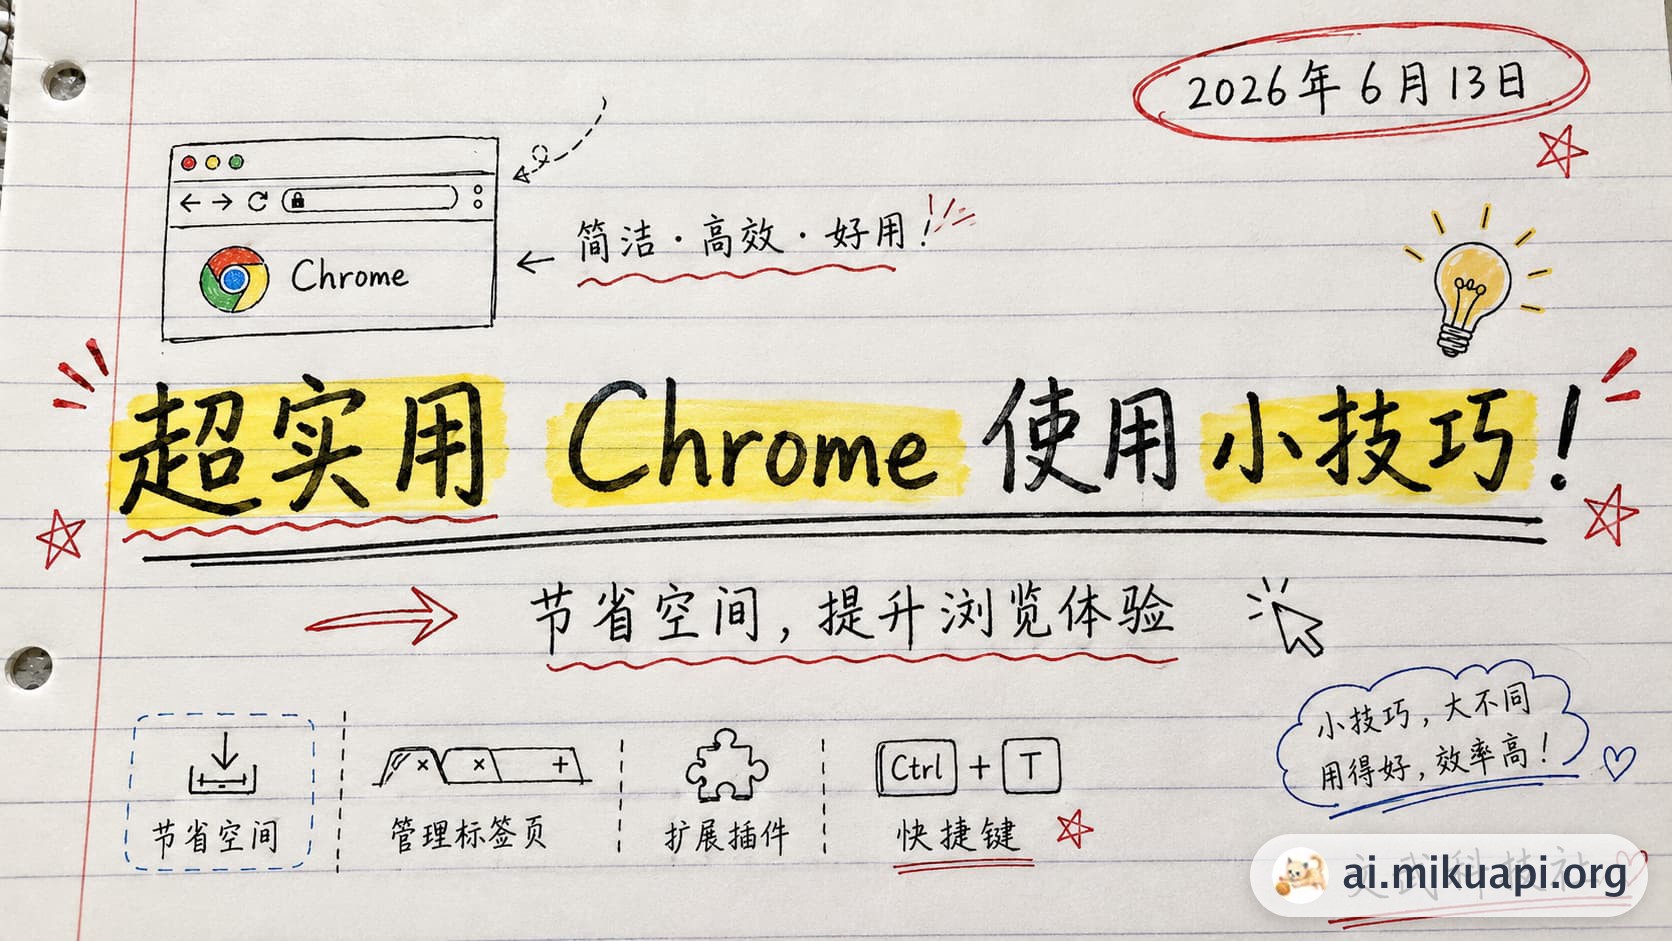 2026年6月13日
Chrome
简洁·高效·好用!
超实用 Chrome 使用小技巧!
节省空间,提升浏览体验
小技巧,大不同
用得好,效率高!
节省空间
管理标签页
扩展插件
Ctrl + T
快捷键
ai.mikuapi.org